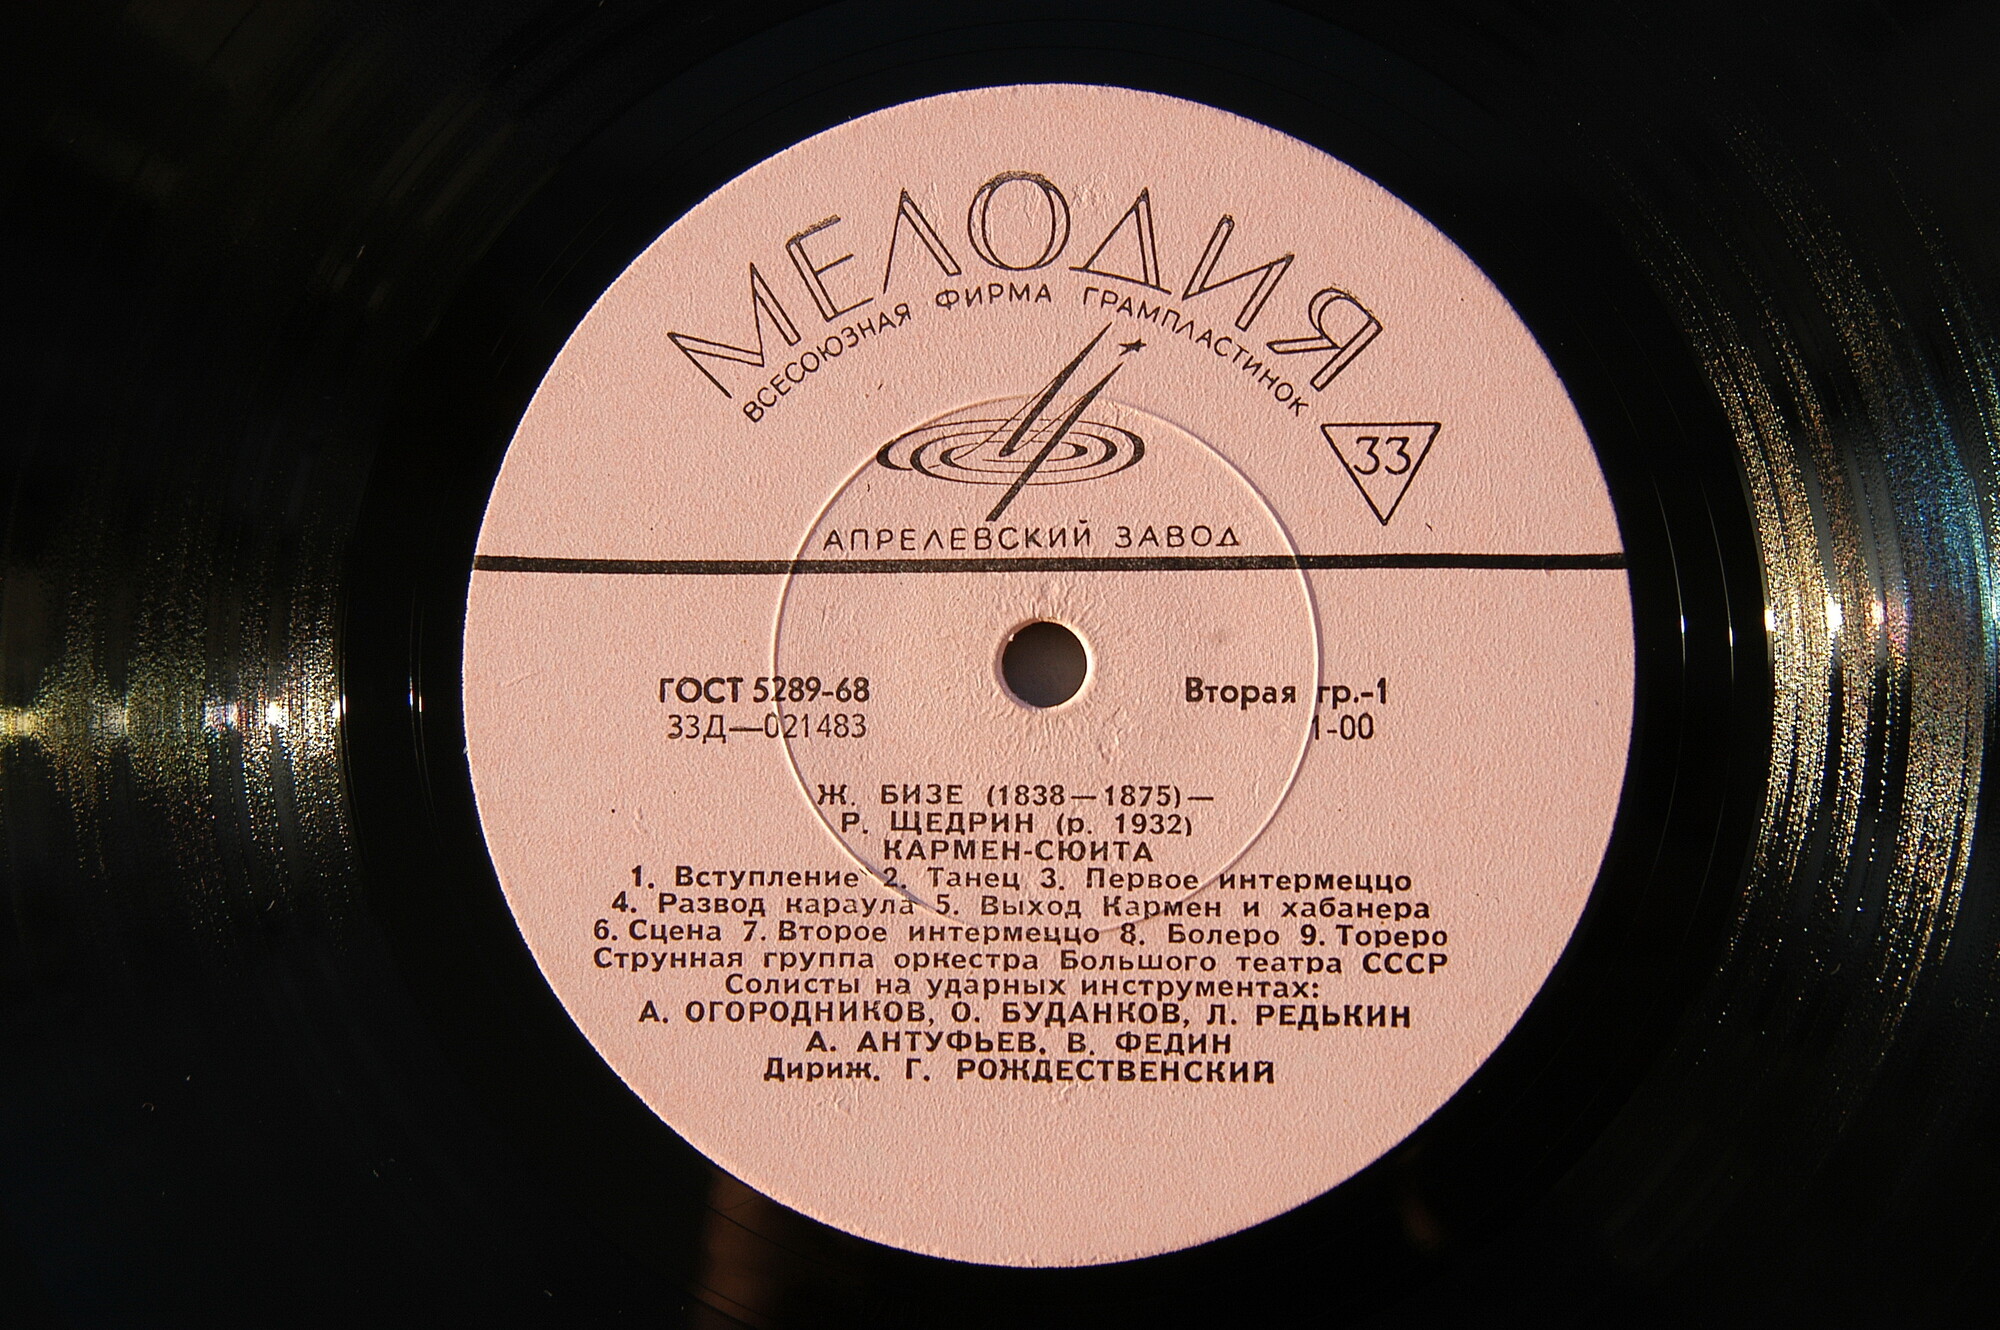 МЕЛОДИЯ
ВСЕСОЮЗНАЯ ФИРМА ГРАМПЛАСТИНОК
33
АПРЕЛЕВСКИЙ ЗАВОД
ГОСТ 5289-68 Вторая гр.-1
33Д—021483 1-00
Ж. БИЗЕ (1838—1875)—
Р. ЩЕДРИН (р. 1932)
КАРМЕН-СЮИТА
1. Вступление 2. Танец 3. Первое интермеццо
4. Развод караула 5. Выход Кармен и хабанера
6. Сцена 7. Второе интермеццо 8. Болеро 9. Тореро
Струнная группа оркестра Большого театра СССР
Солисты на ударных инструментах:
А. ОГОРОДНИКОВ, О. БУДАНКОВ, Л. РЕДЬКИН
А. АНТУФЬЕВ, В. ФЕДИН
Дириж. Г. РОЖДЕСТВЕНСКИЙ